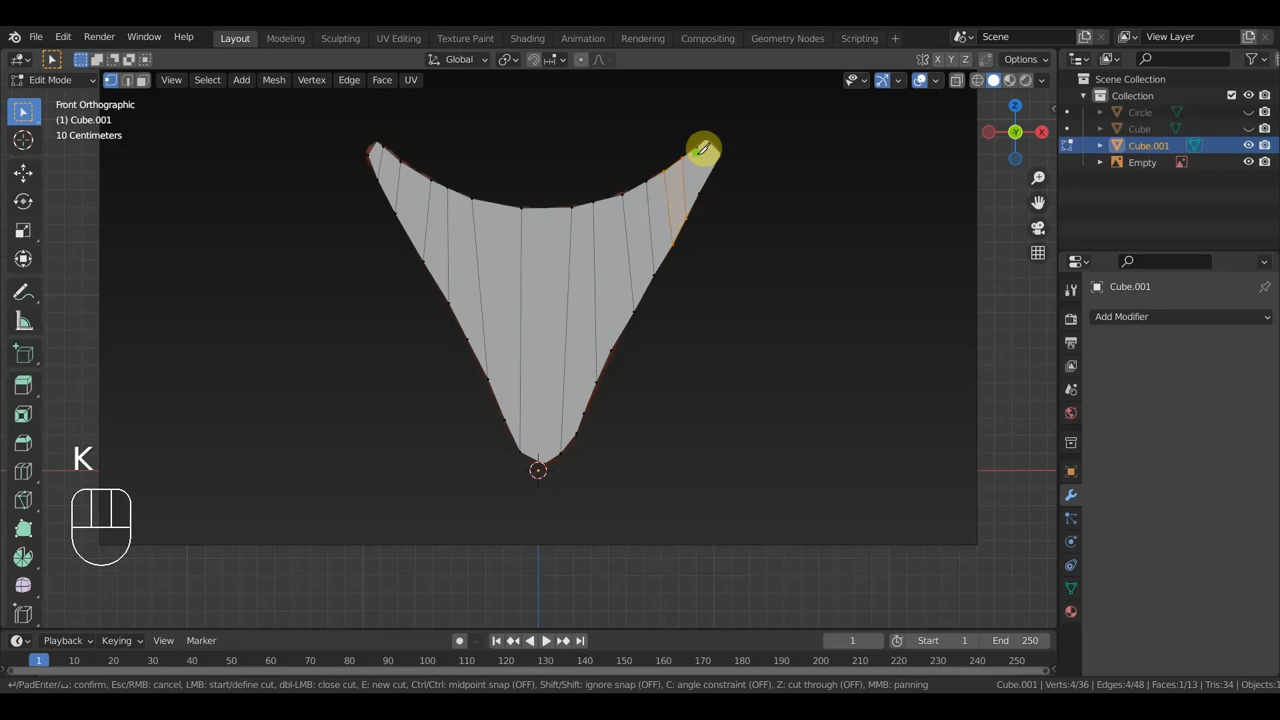 File Edit Render Window Help Layout Modeling Sculpting UV Editing Texture Paint Shading Animation Rendering Compositing Geometry Nodes Scripting + Scene View Layer
Global X Y Z Options
Edit Mode View Select Add Mesh Vertex Edge Face UV
Front Orthographic
(1) Cube.001
10 Centimeters
Z
-Y
X
Scene Collection
Collection
Circle
Cube
Cube.001
Empty
Cube.001
Add Modifier
K
Playback Keying View Marker 1 Start 1 End 250
1 10 20 30 40 50 60 70 80 90 100 110 120 130 140 150 160 170 180 190 200 210 220 230 240 250
/PadEnter/␣: confirm, Esc/RMB: cancel, LMB: start/define cut, dbl-LMB: close cut, E: new cut, Ctrl/Ctrl: midpoint snap (OFF), Shift/Shift: ignore snap (OFF), C: angle constraint (OFF), Z: cut through (OFF), MMB: panning Cube.001 | Verts:4/36 | Edges:4/48 | Faces:1/13 | Tris:34 | Objects:1